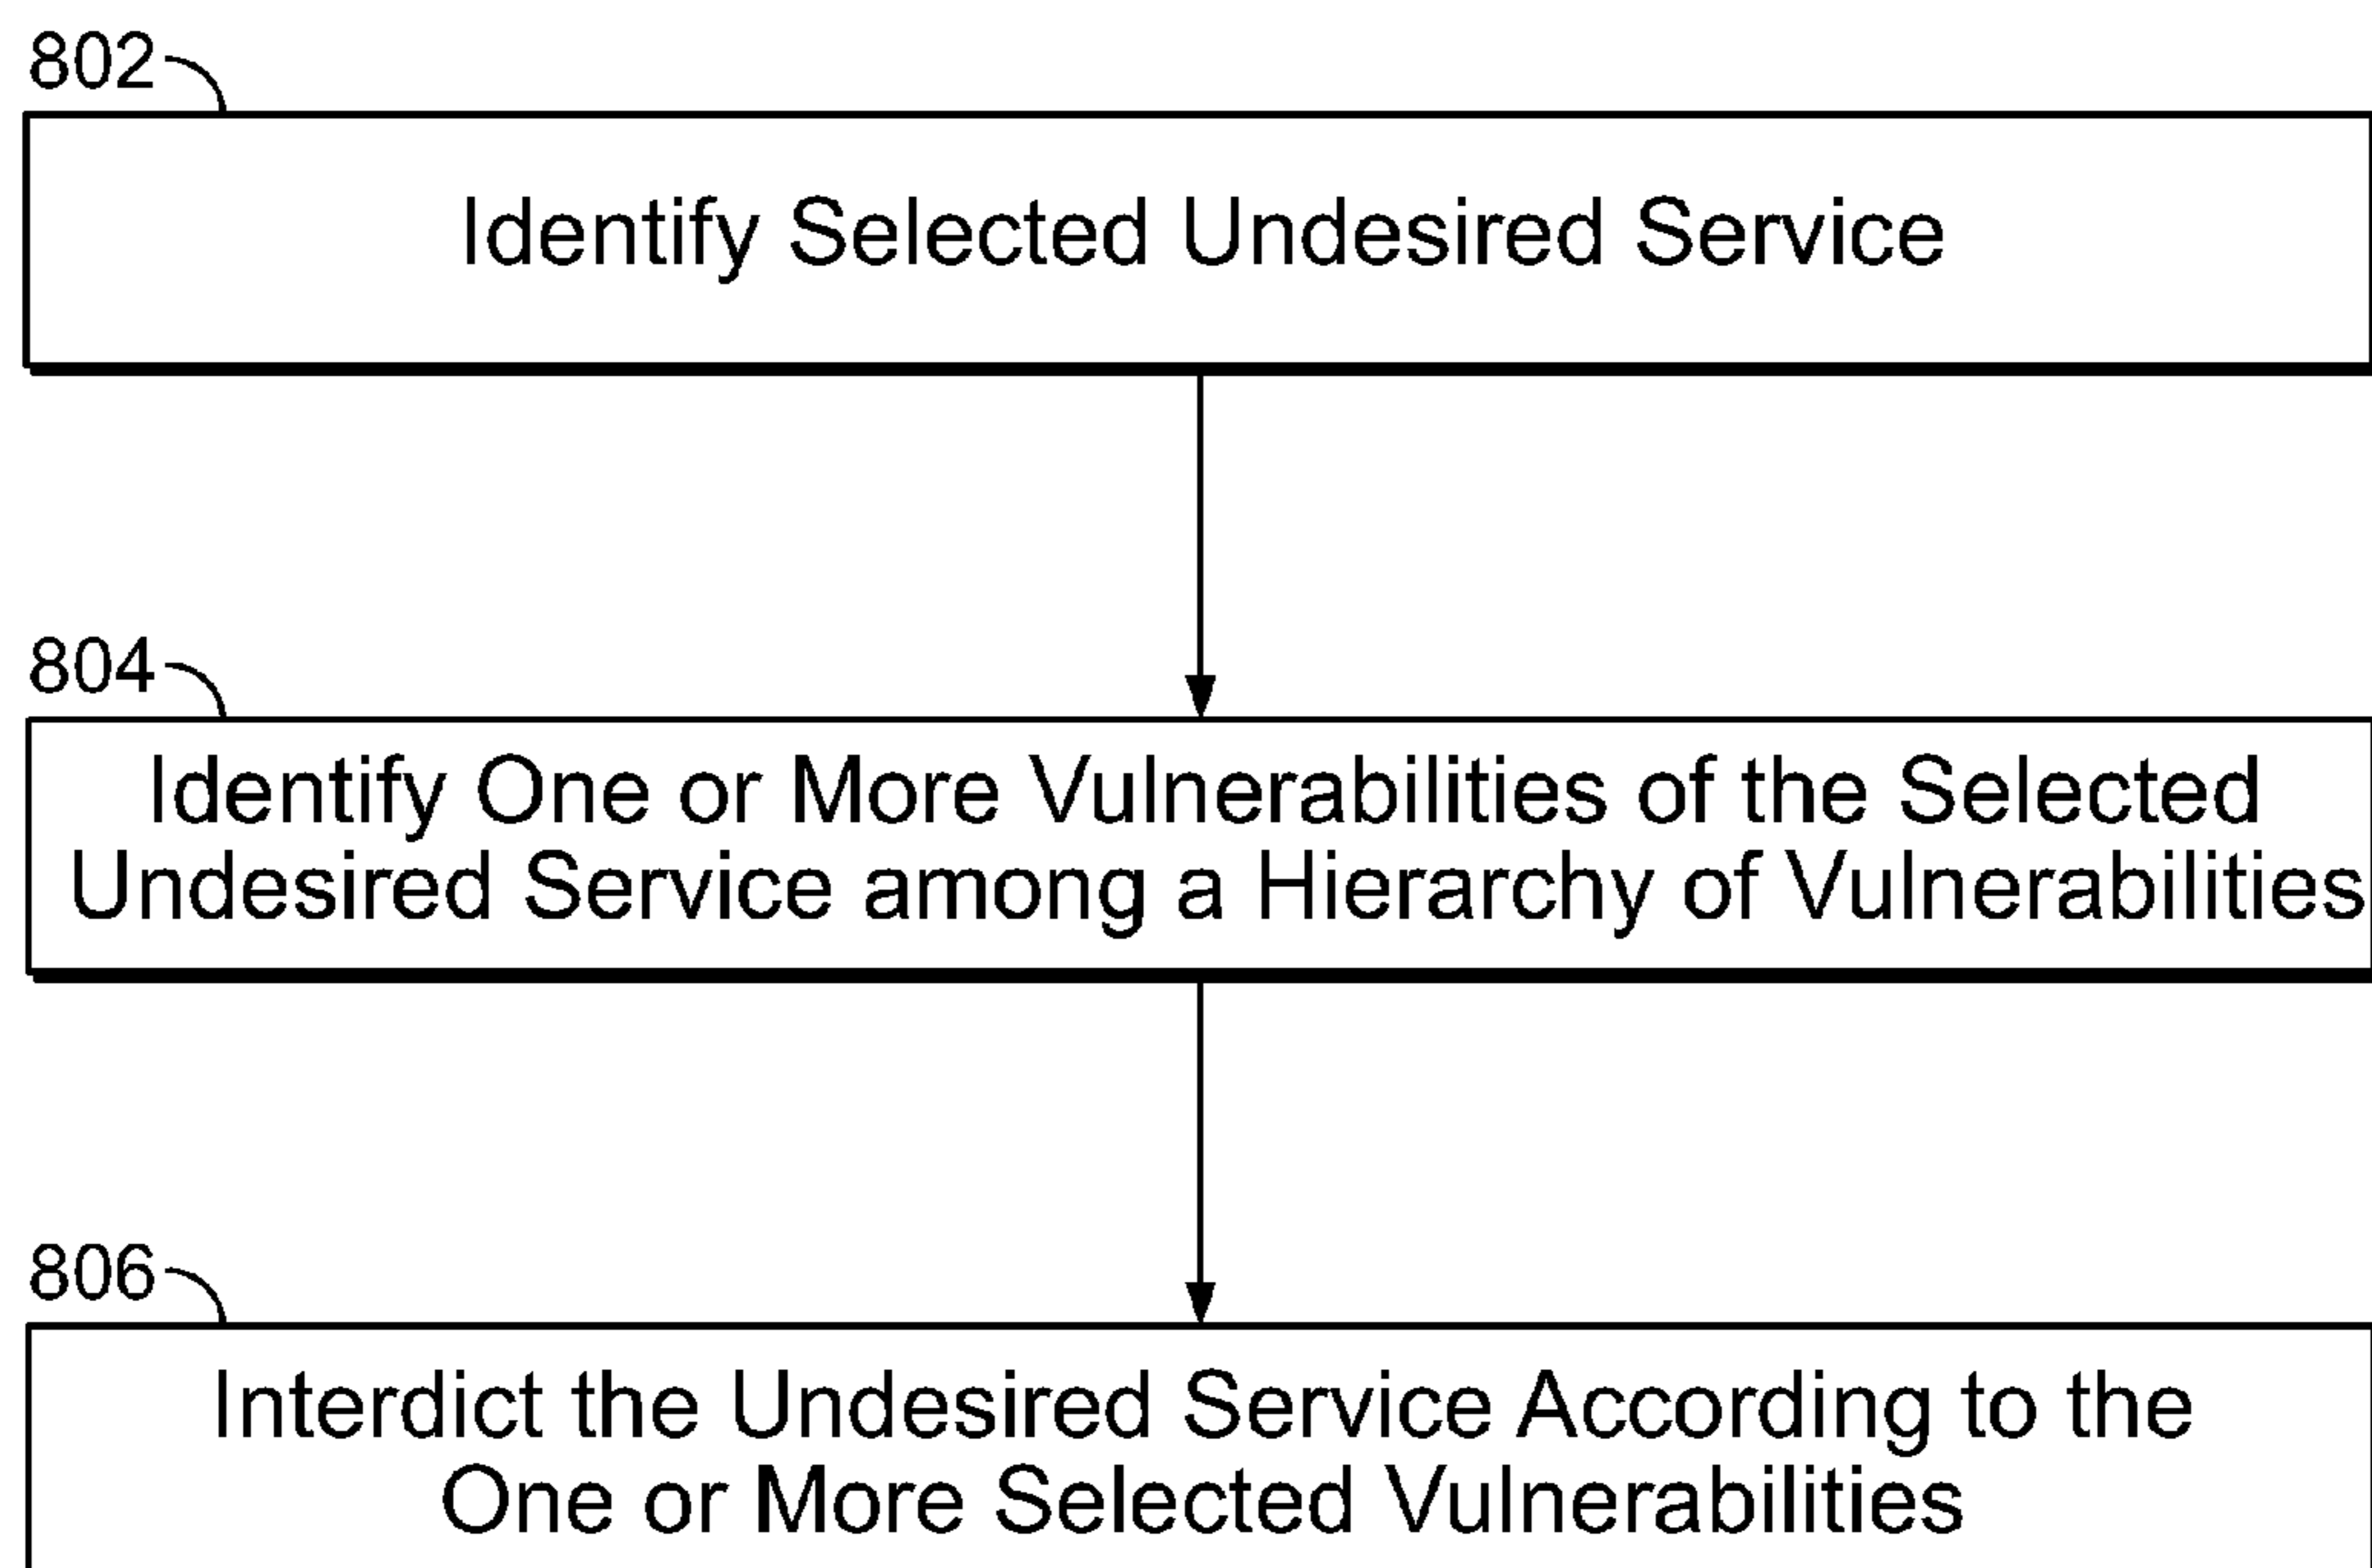 802
Identify Selected Undesired Service
804
Identify One or More Vulnerabilities of the Selected
Undesired Service among a Hierarchy of Vulnerabilities
806
Interdict the Undesired Service According to the
One or More Selected Vulnerabilities